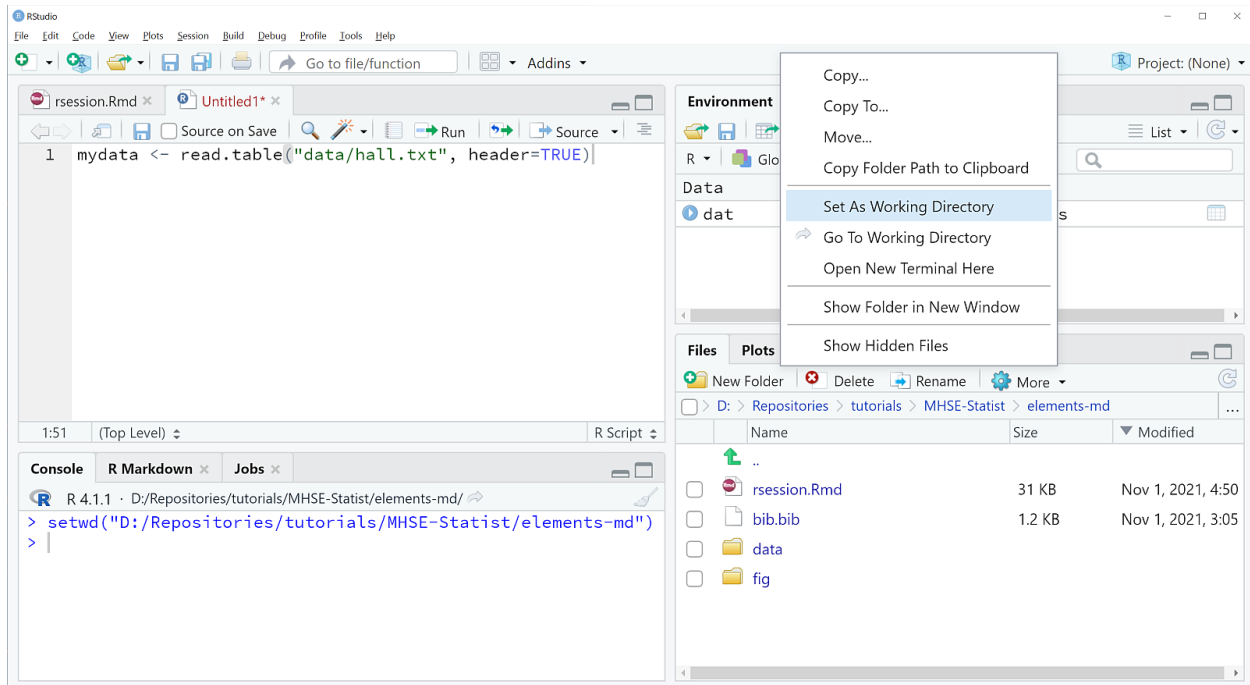 RStudio
File Edit Code View Plots Session Build Debug Profile Tools Help
Go to file/function Addins Project: (None)
rsession.Rmd Untitled1*
Source on Save Run Source
1 mydata <- read.table("data/hall.txt", header=TRUE)
1:51 (Top Level) R Script
Console R Markdown Jobs
R 4.1.1 · D:/Repositories/tutorials/MHSE-Statist/elements-md/
> setwd("D:/Repositories/tutorials/MHSE-Statist/elements-md")
>
Environment
List
R Glo
Data
dat s
Copy...
Copy To...
Move...
Copy Folder Path to Clipboard
Set As Working Directory
Go To Working Directory
Open New Terminal Here
Show Folder in New Window
Show Hidden Files
Files Plots
New Folder Delete Rename More
D: > Repositories > tutorials > MHSE-Statist > elements-md ...
Name Size Modified
..
rsession.Rmd 31 KB Nov 1, 2021, 4:50
bib.bib 1.2 KB Nov 1, 2021, 3:05
data
fig